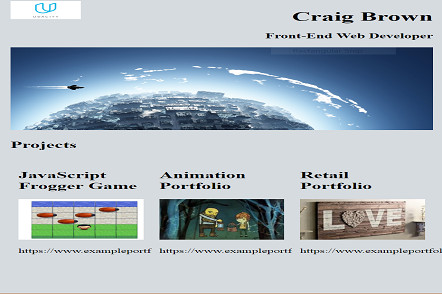 UDACITY
Craig Brown
Front-End Web Developer
Projects
JavaScript
Frogger Game
Animation
Portfolio
Retail
Portfolio
LOVE
https://www.exampleportf
https://www.exampleportf
https://www.exampleportfol